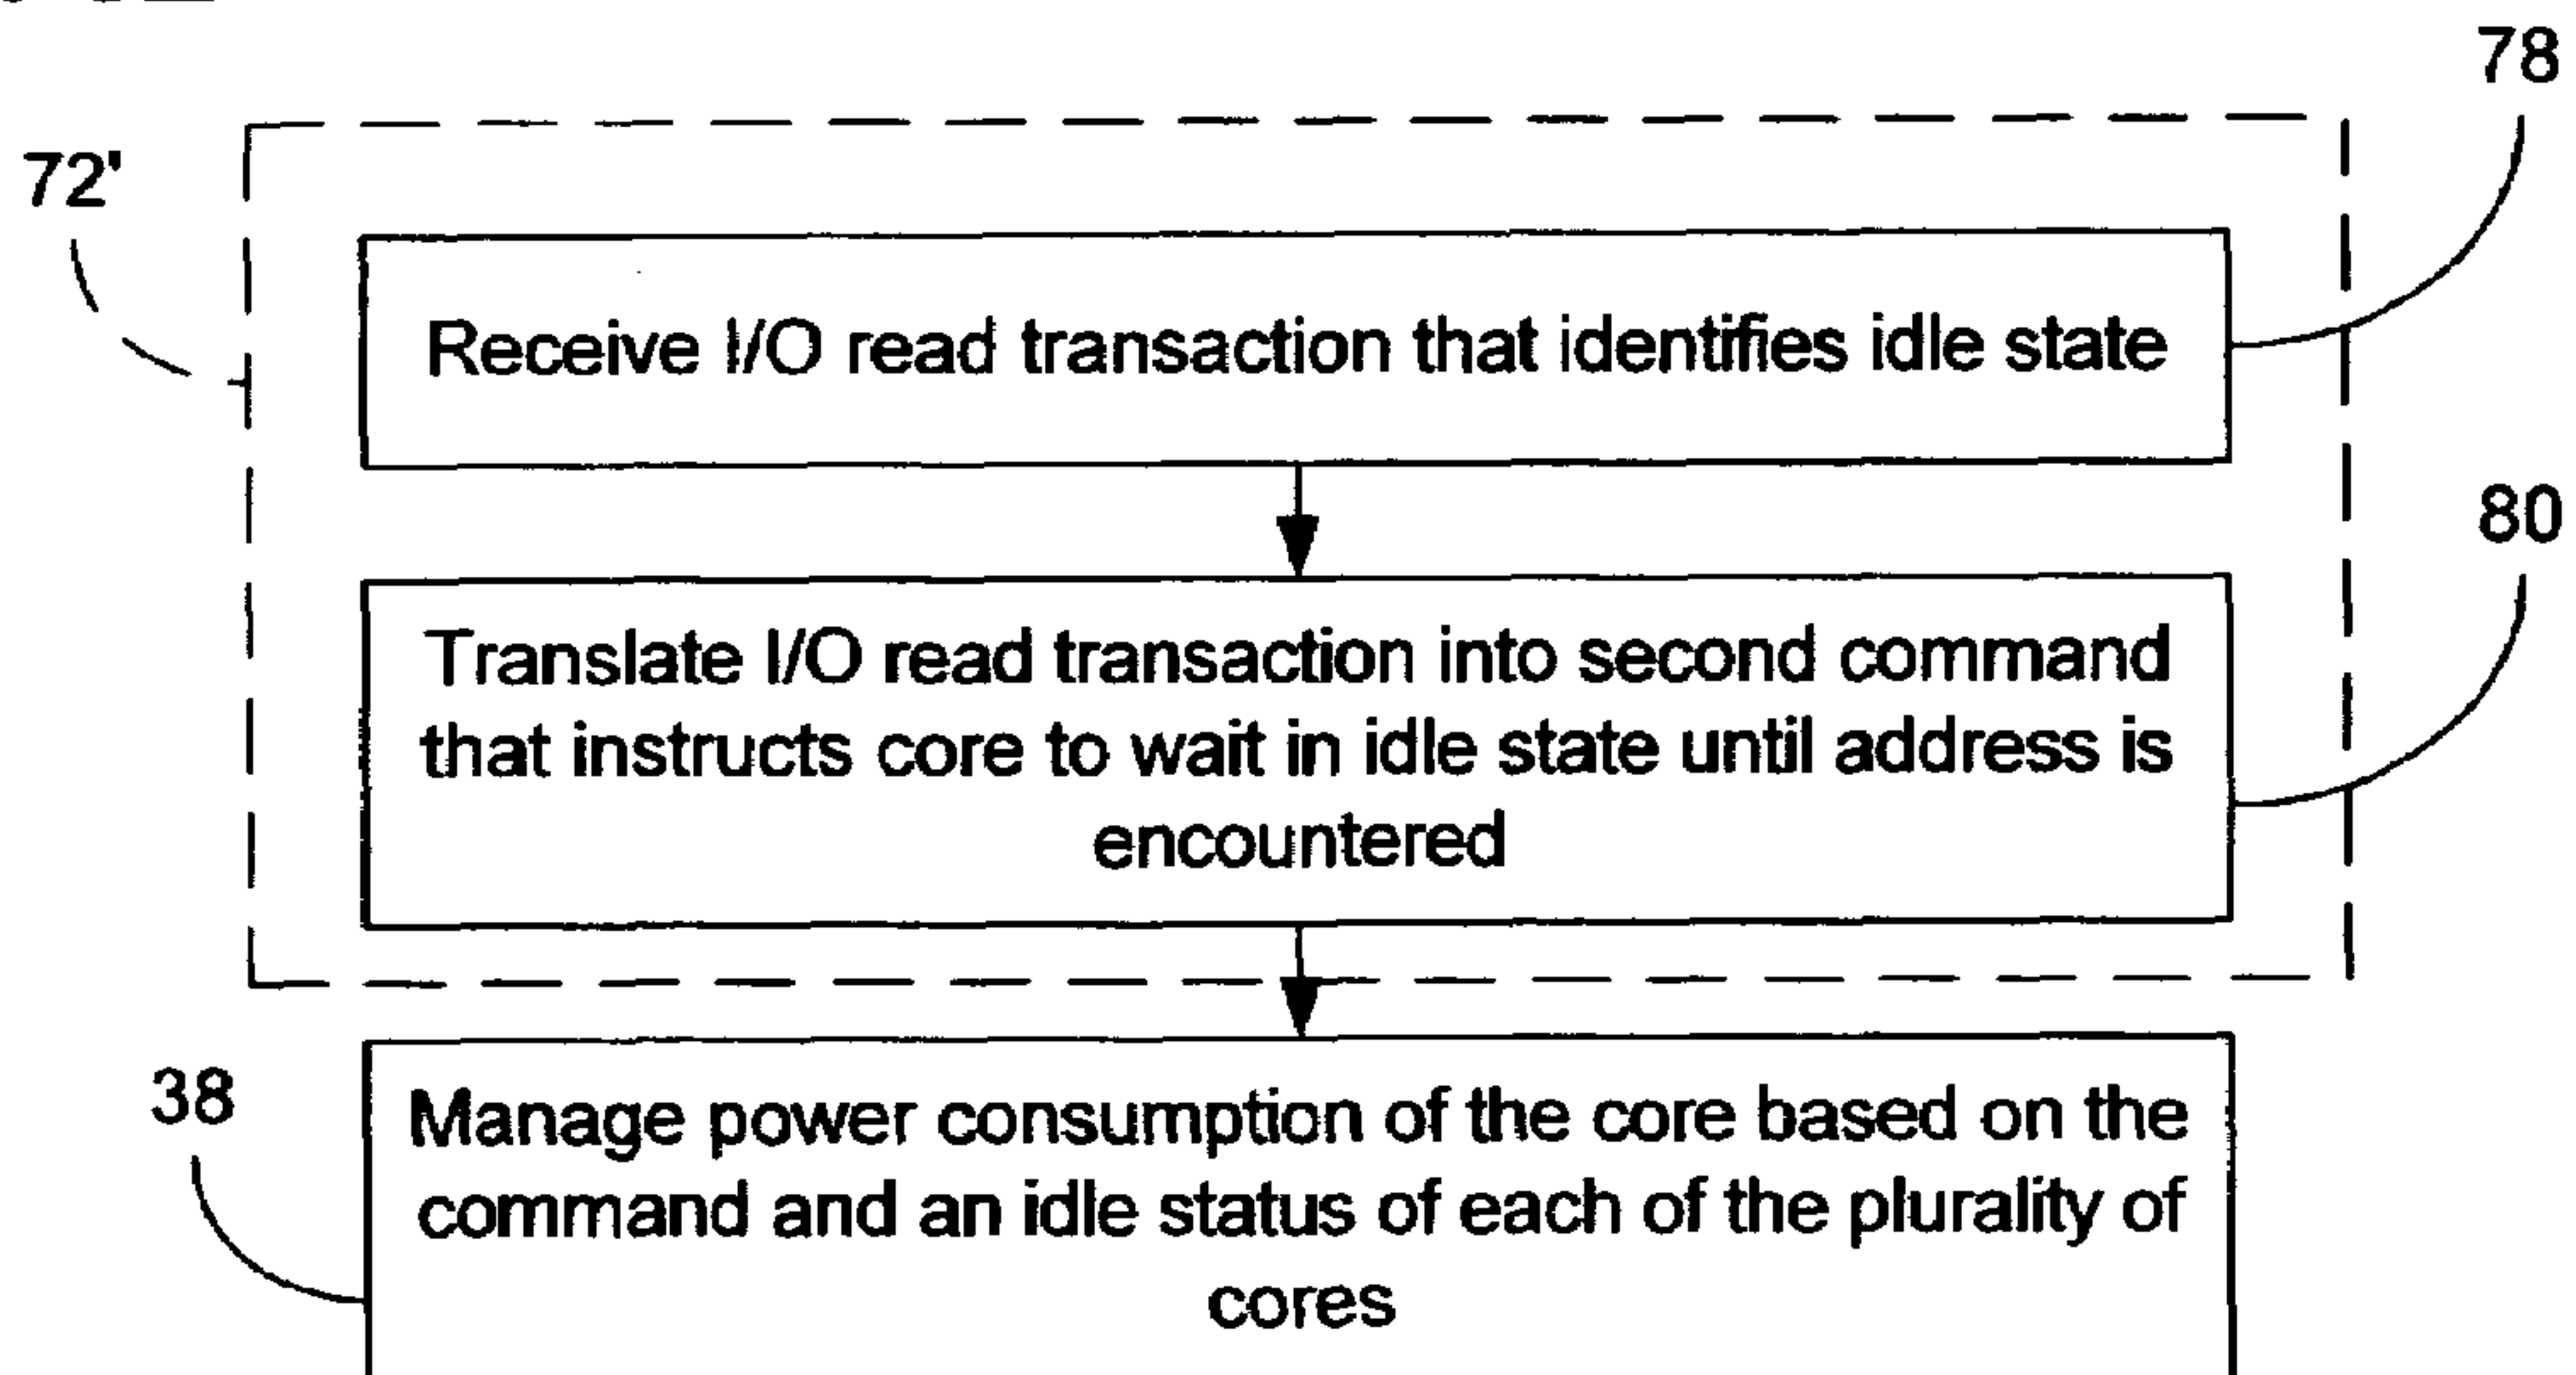 78
72'
Receive I/O read transaction that identifies idle state
80
Translate I/O read transaction into second command
that instructs core to wait in idle state until address is
encountered
38
Manage power consumption of the core based on the
command and an idle status of each of the plurality of
cores